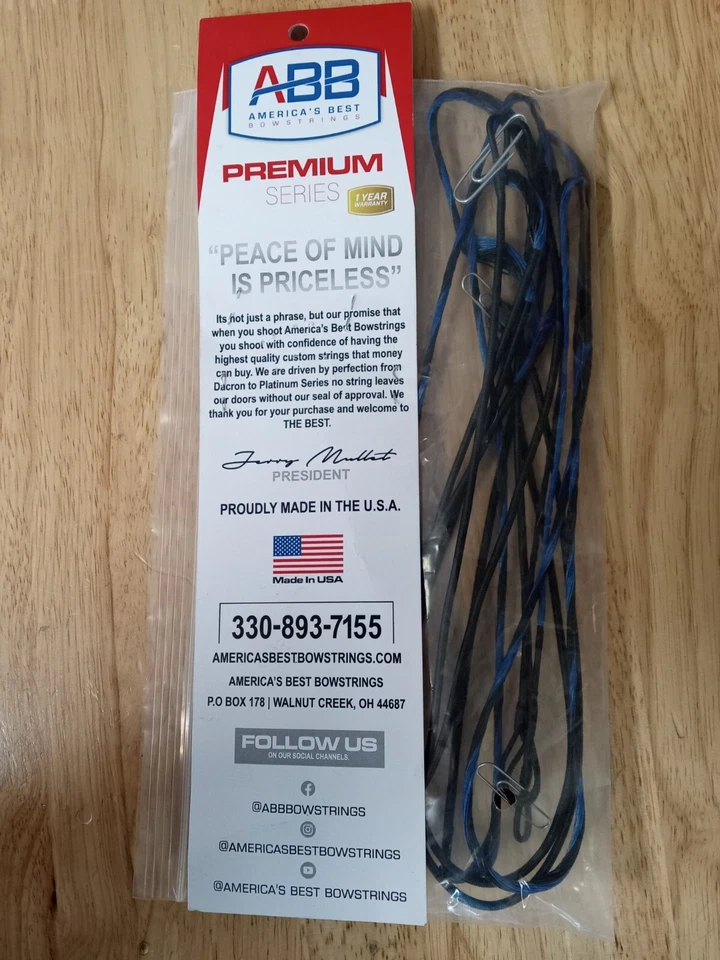 ABB
AMERICA'S BEST
BOWSTRINGS
PREMIUM
SERIES
1 YEAR
WARRANTY
“PEACE OF MIND
IS PRICELESS”
Its not just a phrase, but our promise that
when you shoot America's Best Bowstrings
you shoot with confidence of having the
highest quality custom strings that money
can buy. We are driven by perfection from
Dacron to Platinum Series no string leaves
our doors without our seal of approval. We
thank you for your purchase and welcome to
THE BEST.
Jerry Mullet
PRESIDENT
PROUDLY MADE IN THE U.S.A.
Made In USA
330-893-7155
AMERICASBESTBOWSTRINGS.COM
AMERICA'S BEST BOWSTRINGS
P.O BOX 178 | WALNUT CREEK, OH 44687
FOLLOW US
ON OUR SOCIAL CHANNELS.
@ABBBOWSTRINGS
@AMERICASBESTBOWSTRINGS
@AMERICA'S BEST BOWSTRINGS